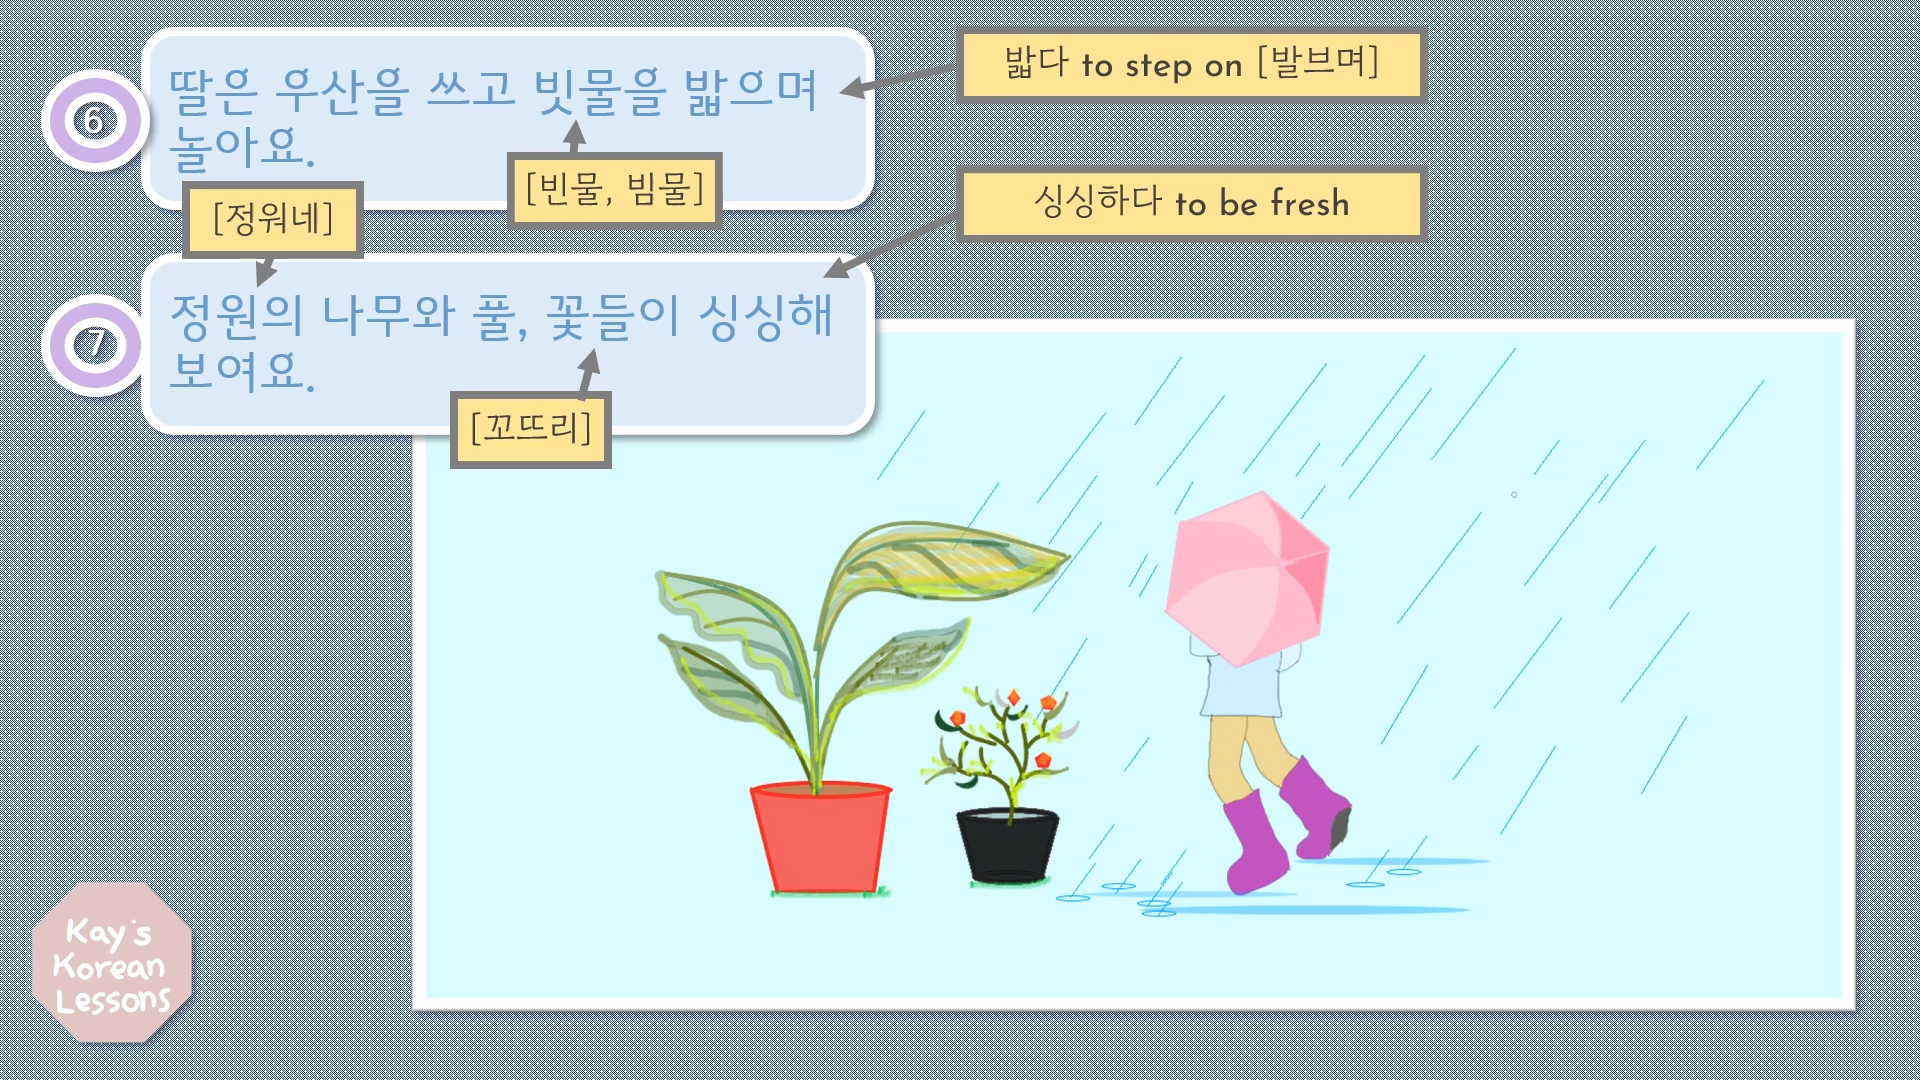 6
딸은 우산을 쓰고 빗물을 밟으며
놀아요.
밟다 to step on [발브며]
[빈물, 빔물]
싱싱하다 to be fresh
[정워네]
7
정원의 나무와 풀, 꽃들이 싱싱해
보여요.
[꼬뜨리]
Kay's
Korean
Lessons